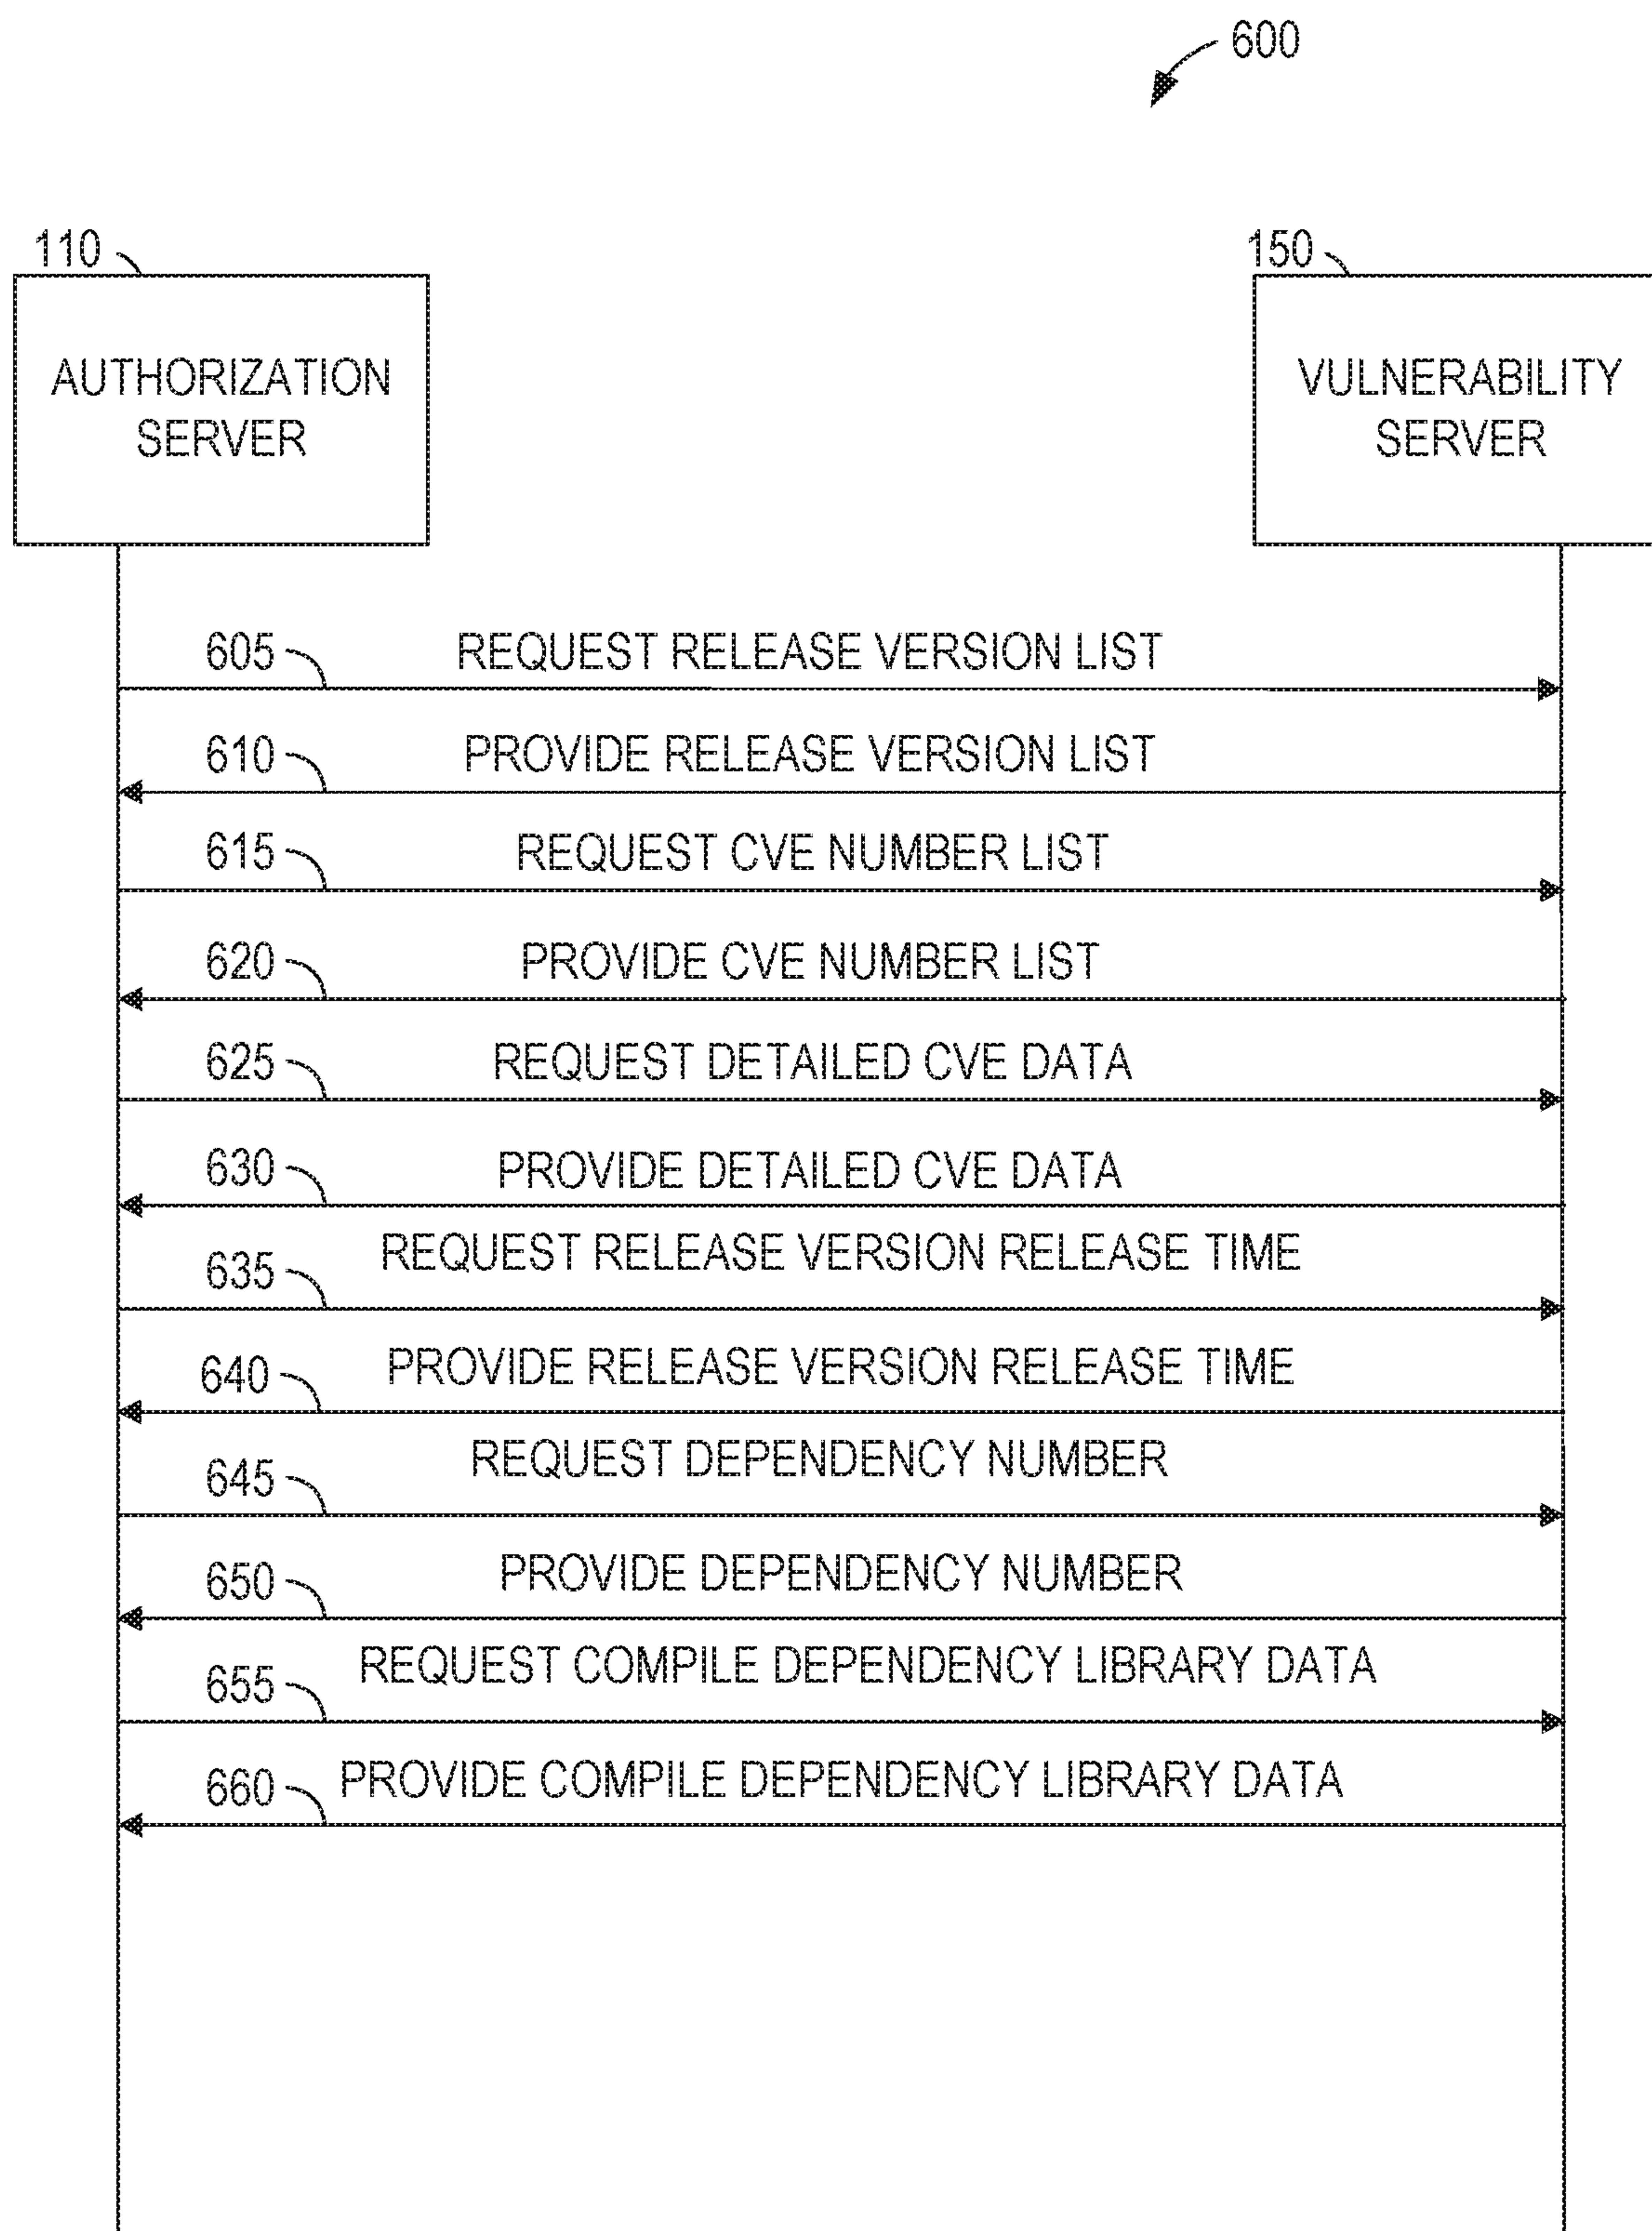 600
110
150
AUTHORIZATION
SERVER
VULNERABILITY
SERVER
605 REQUEST RELEASE VERSION LIST
610 PROVIDE RELEASE VERSION LIST
615 REQUEST CVE NUMBER LIST
620 PROVIDE CVE NUMBER LIST
625 REQUEST DETAILED CVE DATA
630 PROVIDE DETAILED CVE DATA
635 REQUEST RELEASE VERSION RELEASE TIME
640 PROVIDE RELEASE VERSION RELEASE TIME
645 REQUEST DEPENDENCY NUMBER
650 PROVIDE DEPENDENCY NUMBER
655 REQUEST COMPILE DEPENDENCY LIBRARY DATA
660 PROVIDE COMPILE DEPENDENCY LIBRARY DATA